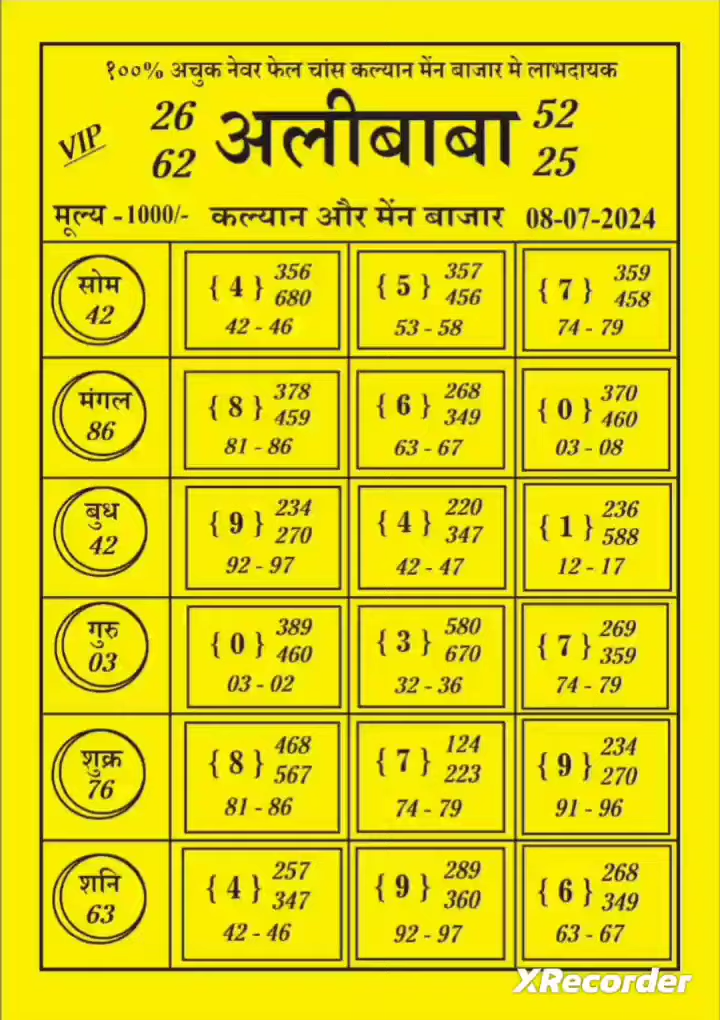 १००% अचुक नेवर फेल चांस कल्यान मेंन बाजार मे लाभदायक
VIP
26
62
अलीबाबा
52
25
मूल्य -1000/- कल्यान और मेंन बाजार 08-07-2024
सोम
42
{ 4 } 356
680
42 - 46
{ 5 } 357
456
53 - 58
{ 7 } 359
458
74 - 79
मंगल
86
{ 8 } 378
459
81 - 86
{ 6 } 268
349
63 - 67
{ 0 } 370
460
03 - 08
बुध
42
{ 9 } 234
270
92 - 97
{ 4 } 220
347
42 - 47
{ 1 } 236
588
12 - 17
गुरु
03
{ 0 } 389
460
03 - 02
{ 3 } 580
670
32 - 36
{ 7 } 269
359
74 - 79
शुक्र
76
{ 8 } 468
567
81 - 86
{ 7 } 124
223
74 - 79
{ 9 } 234
270
91 - 96
शनि
63
{ 4 } 257
347
42 - 46
{ 9 } 289
360
92 - 97
{ 6 } 268
349
63 - 67
XRecorder